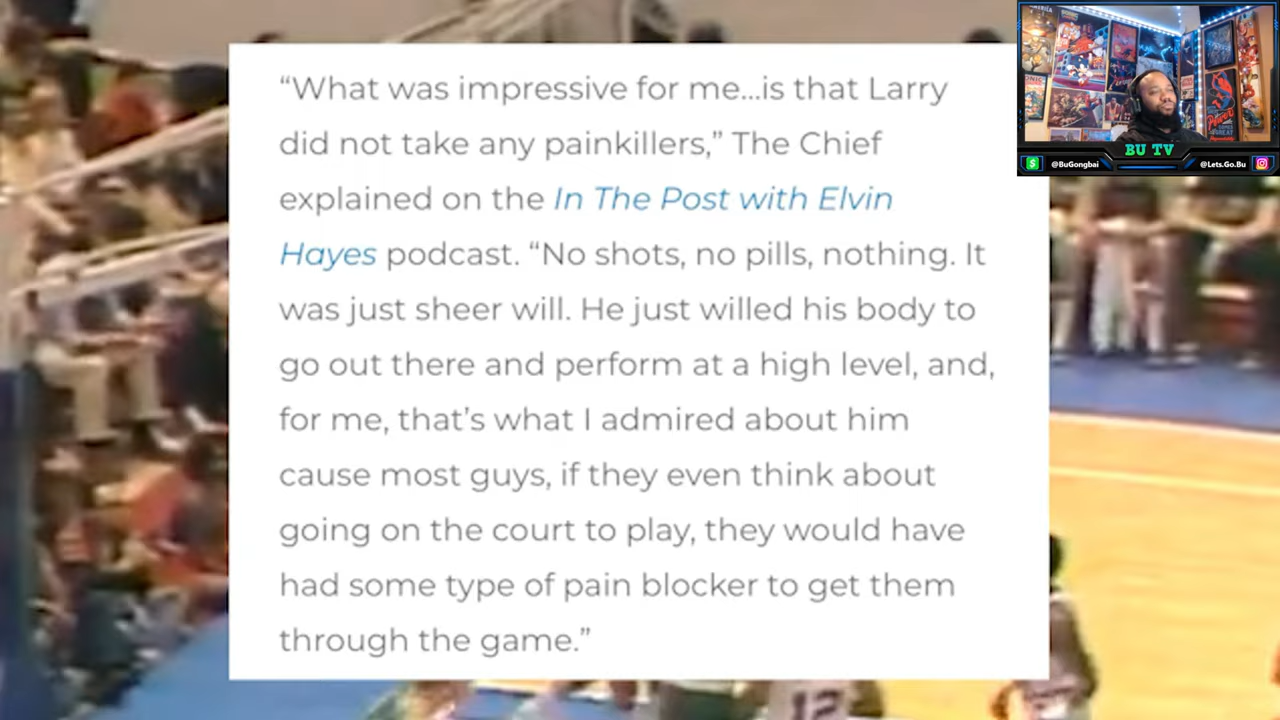 “What was impressive for me...is that Larry
did not take any painkillers,” The Chief
explained on the In The Post with Elvin
Hayes podcast. “No shots, no pills, nothing. It
was just sheer will. He just willed his body to
go out there and perform at a high level, and,
for me, that’s what I admired about him
cause most guys, if they even think about
going on the court to play, they would have
had some type of pain blocker to get them
through the game.”
BU TV
@BuGongbai
@Lets.Go.Bu
12